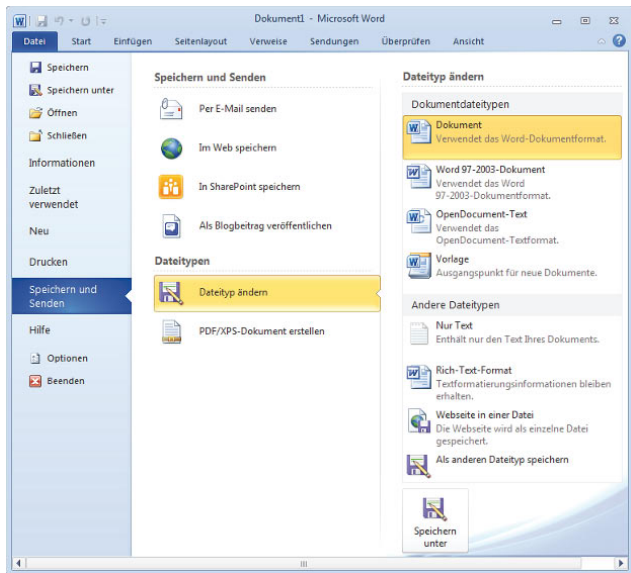 Dokument1 - Microsoft Word
Datei Start Einfügen Seitenlayout Verweise Sendungen Überprüfen Ansicht
Speichern
Speichern unter
Öffnen
Schließen
Informationen
Zuletzt
verwendet
Neu
Drucken
Speichern und
Senden
Hilfe
Optionen
Beenden
Speichern und Senden
Per E-Mail senden
Im Web speichern
In SharePoint speichern
Als Blogbeitrag veröffentlichen
Dateitypen
Dateityp ändern
PDF/XPS-Dokument erstellen
Dateityp ändern
Dokumentdateitypen
Dokument
Verwendet das Word-Dokumentformat.
Word 97-2003-Dokument
Verwendet das Word
97-2003-Dokumentformat.
OpenDocument-Text
Verwendet das
OpenDocument-Textformat.
Vorlage
Ausgangspunkt für neue Dokumente.
Andere Dateitypen
Nur Text
Enthält nur den Text Ihres Dokuments.
Rich-Text-Format
Textformatierungsinformationen bleiben
erhalten.
Webseite in einer Datei
Die Webseite wird als einzelne Datei
gespeichert.
Als anderen Dateityp speichern
Speichern
unter